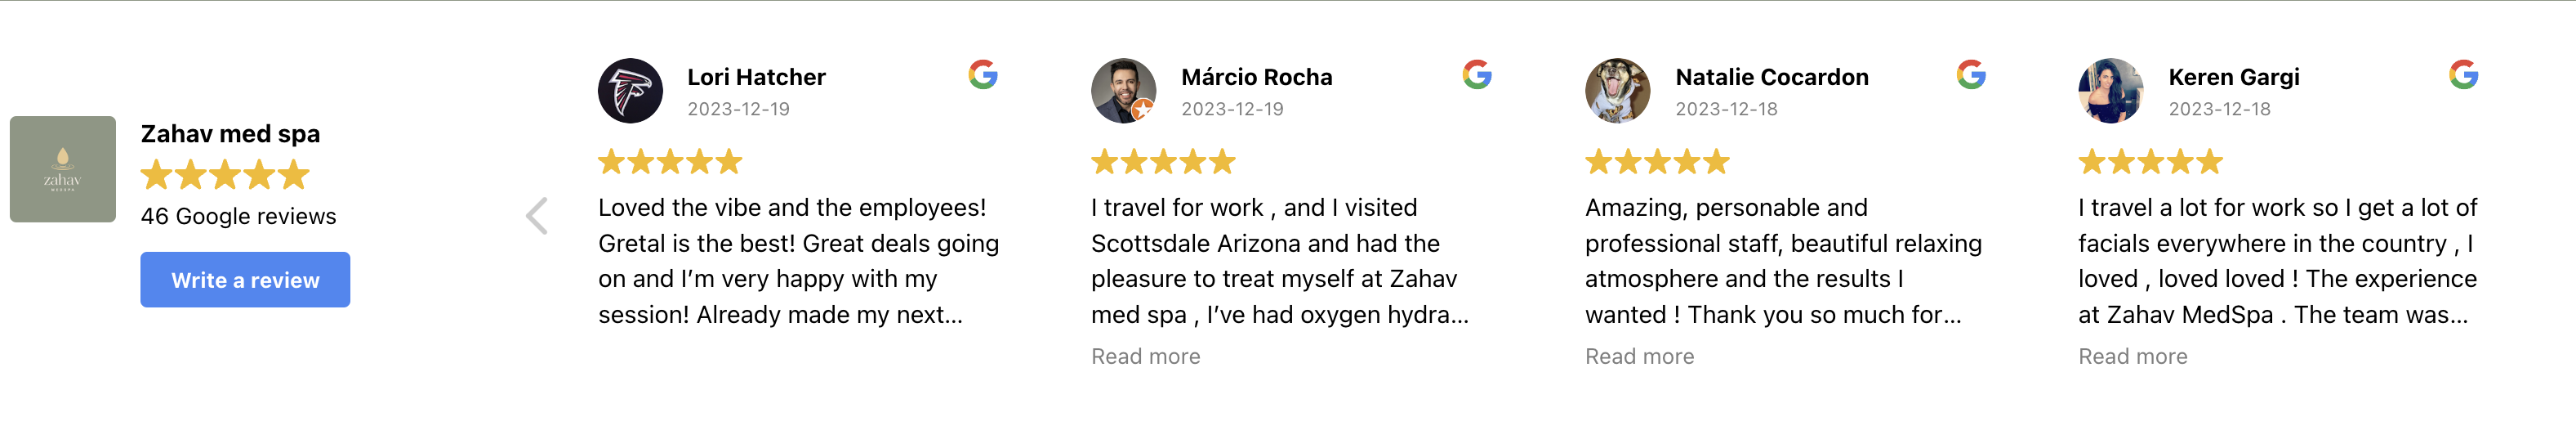 zahav
MEDSPA
Zahav med spa
46 Google reviews
Write a review
Lori Hatcher
2023-12-19
Loved the vibe and the employees!
Gretal is the best! Great deals going
on and I’m very happy with my
session! Already made my next...
Márcio Rocha
2023-12-19
I travel for work , and I visited
Scottsdale Arizona and had the
pleasure to treat myself at Zahav
med spa , I’ve had oxygen hydra...
Read more
Natalie Cocardon
2023-12-18
Amazing, personable and
professional staff, beautiful relaxing
atmosphere and the results I
wanted ! Thank you so much for...
Read more
Keren Gargi
2023-12-18
I travel a lot for work so I get a lot of
facials everywhere in the country , I
loved , loved loved ! The experience
at Zahav MedSpa . The team was...
Read more